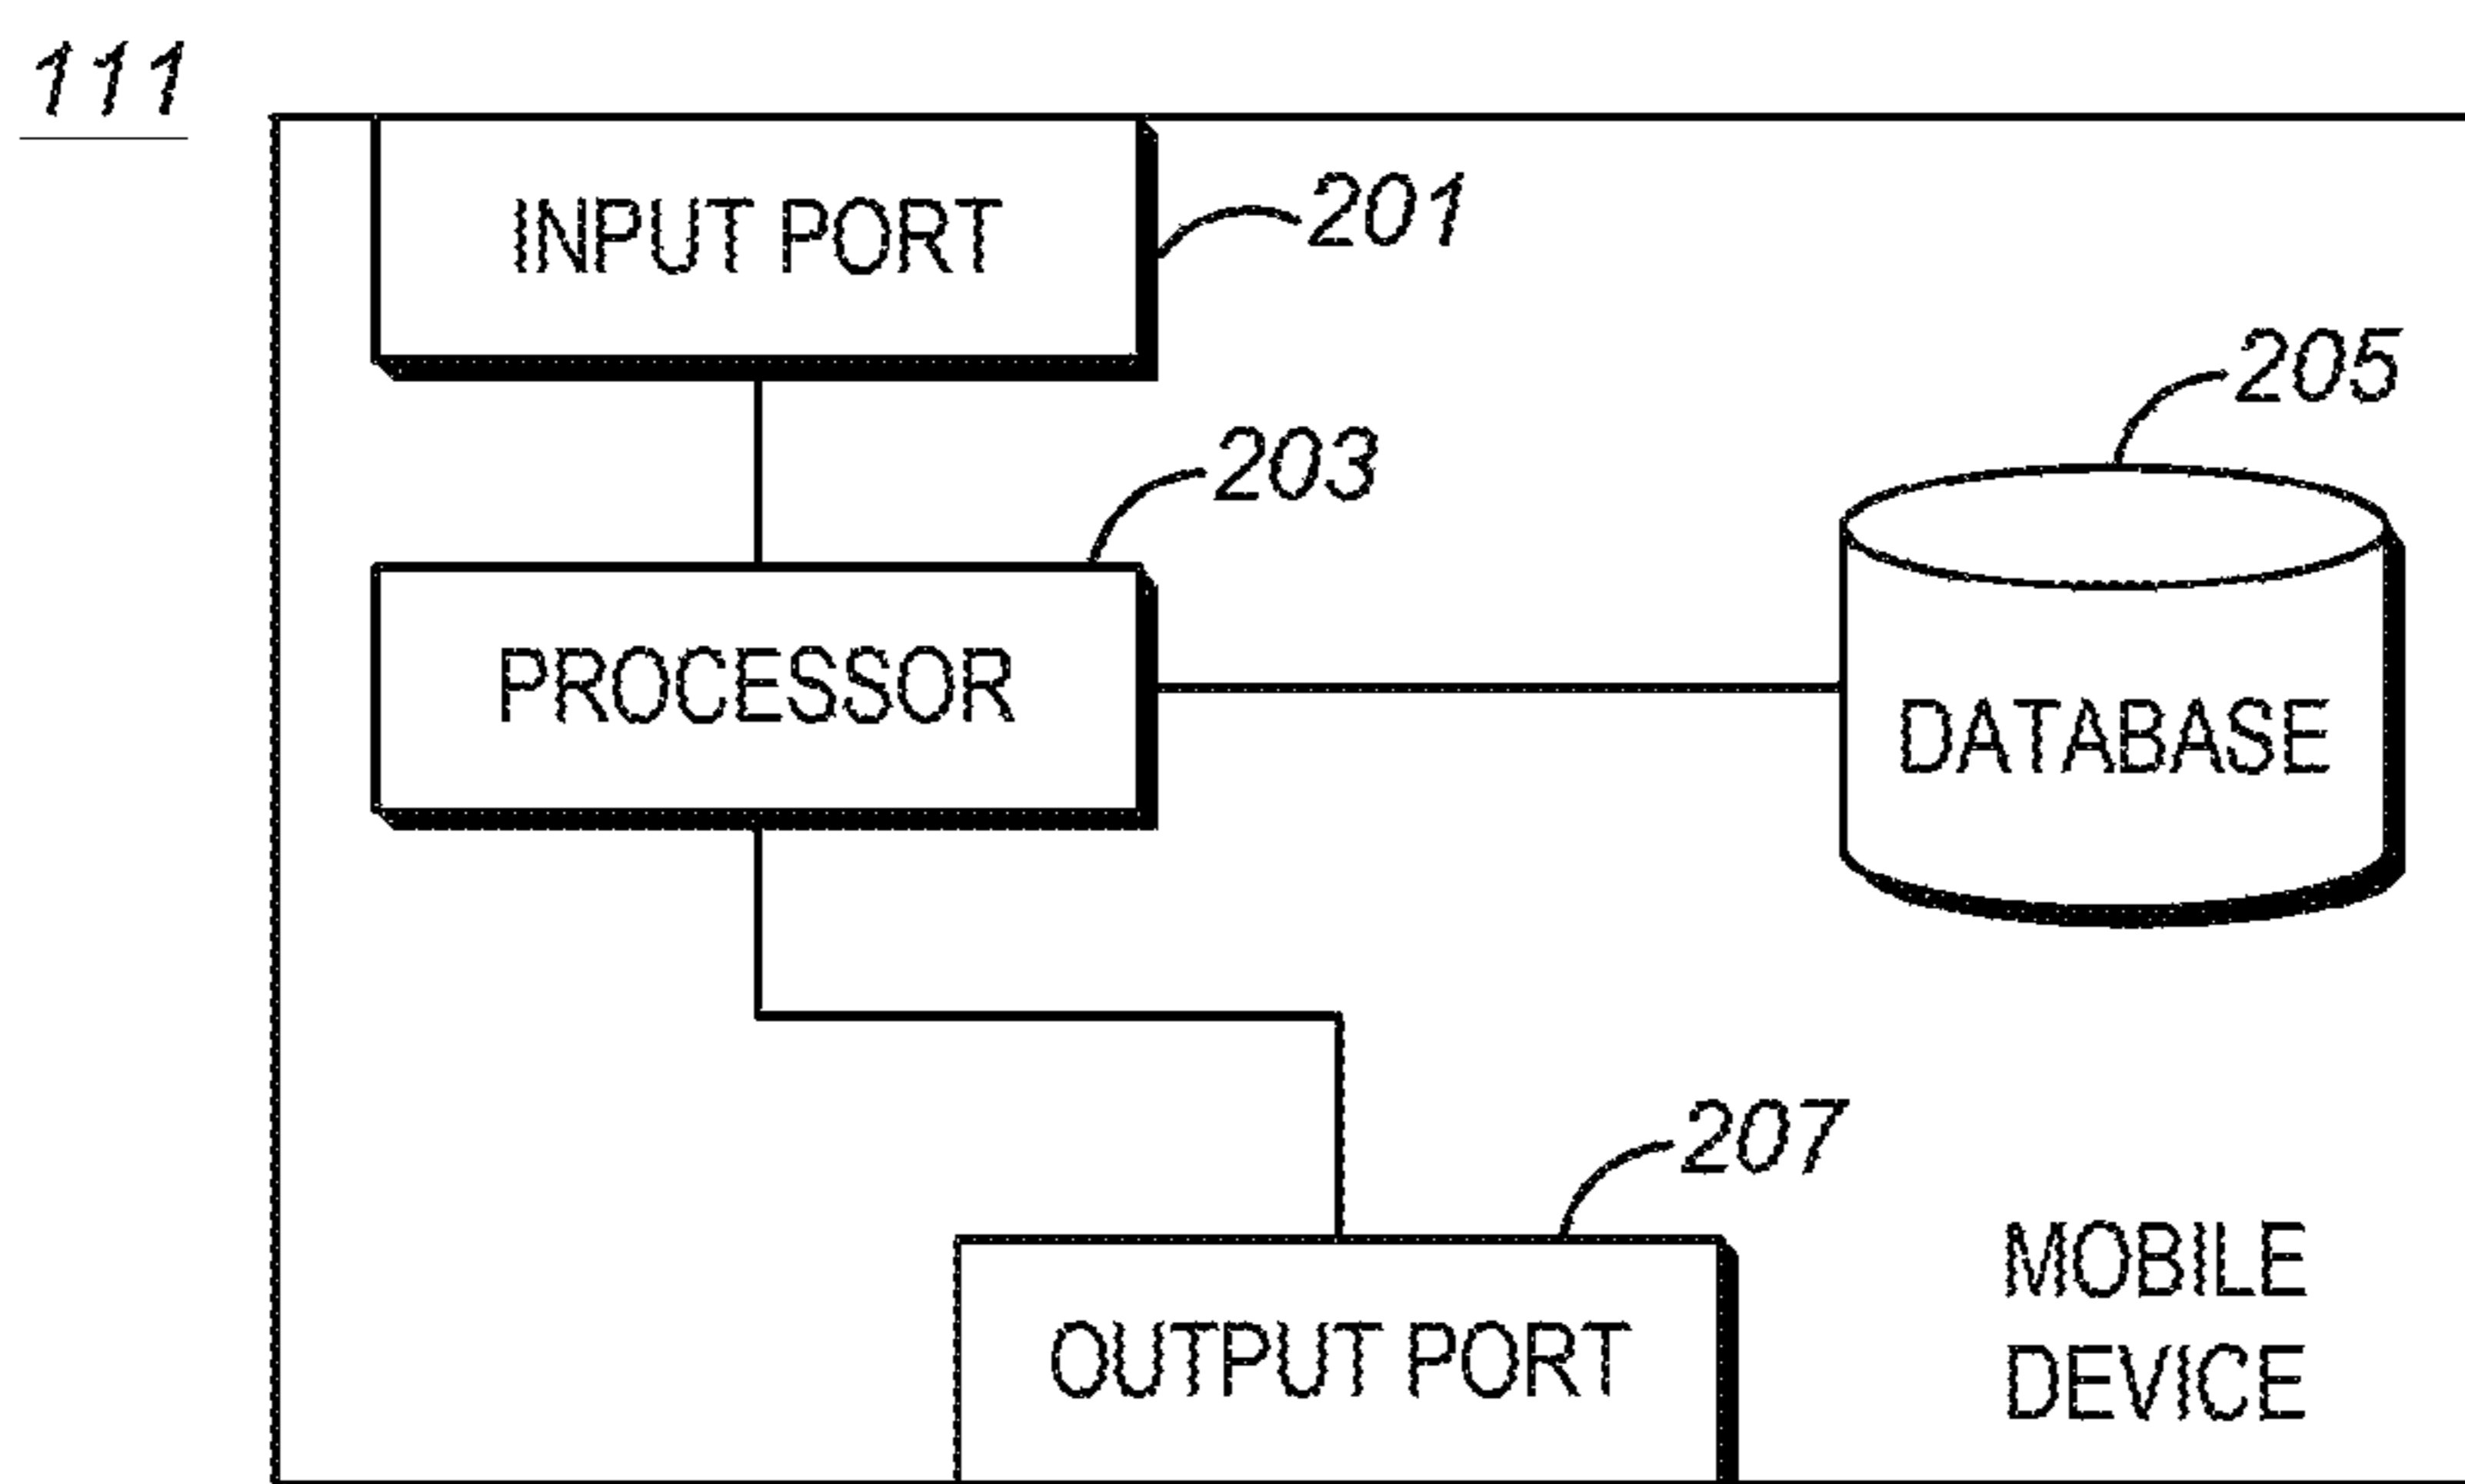 111
INPUT PORT
201
205
203
PROCESSOR
DATABASE
207
MOBILE
DEVICE
OUTPUT PORT